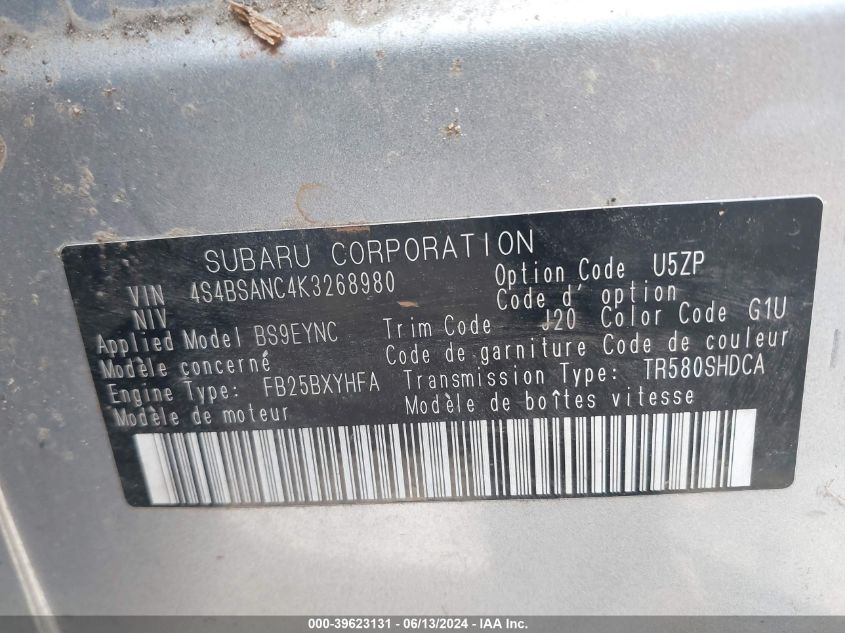 SUBARU CORPORATION
VIN 4S4BSANC4K3268980 Option Code U5ZP
NIV Code d' option
Applied Model BS9EYNC Trim Code J20 Color Code G1U
Modèle concerné Code de garniture Code de couleur
Engine Type: FB25BXYHFA Transmission Type: TR580SHDCA
Modèle de moteur Modèle de boîtes vitesse
000-39623131 - 06/13/2024 - IAAI.com